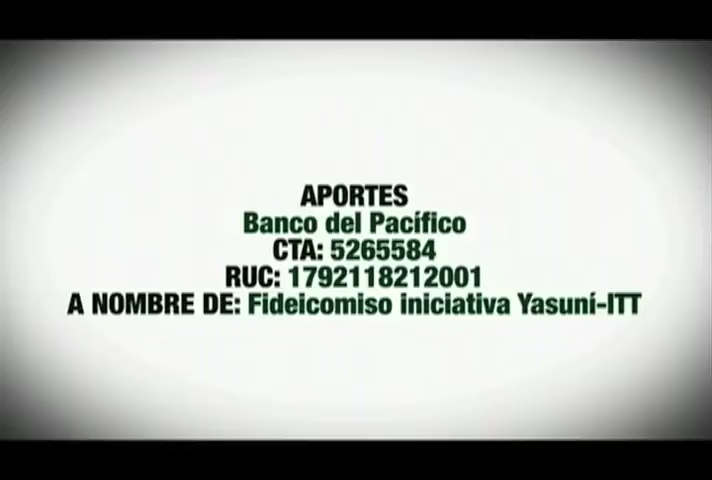 APORTES
Banco del Pacífico
CTA: 5265584
RUC: 1792118212001
A NOMBRE DE: Fideicomiso iniciativa Yasuní-ITT